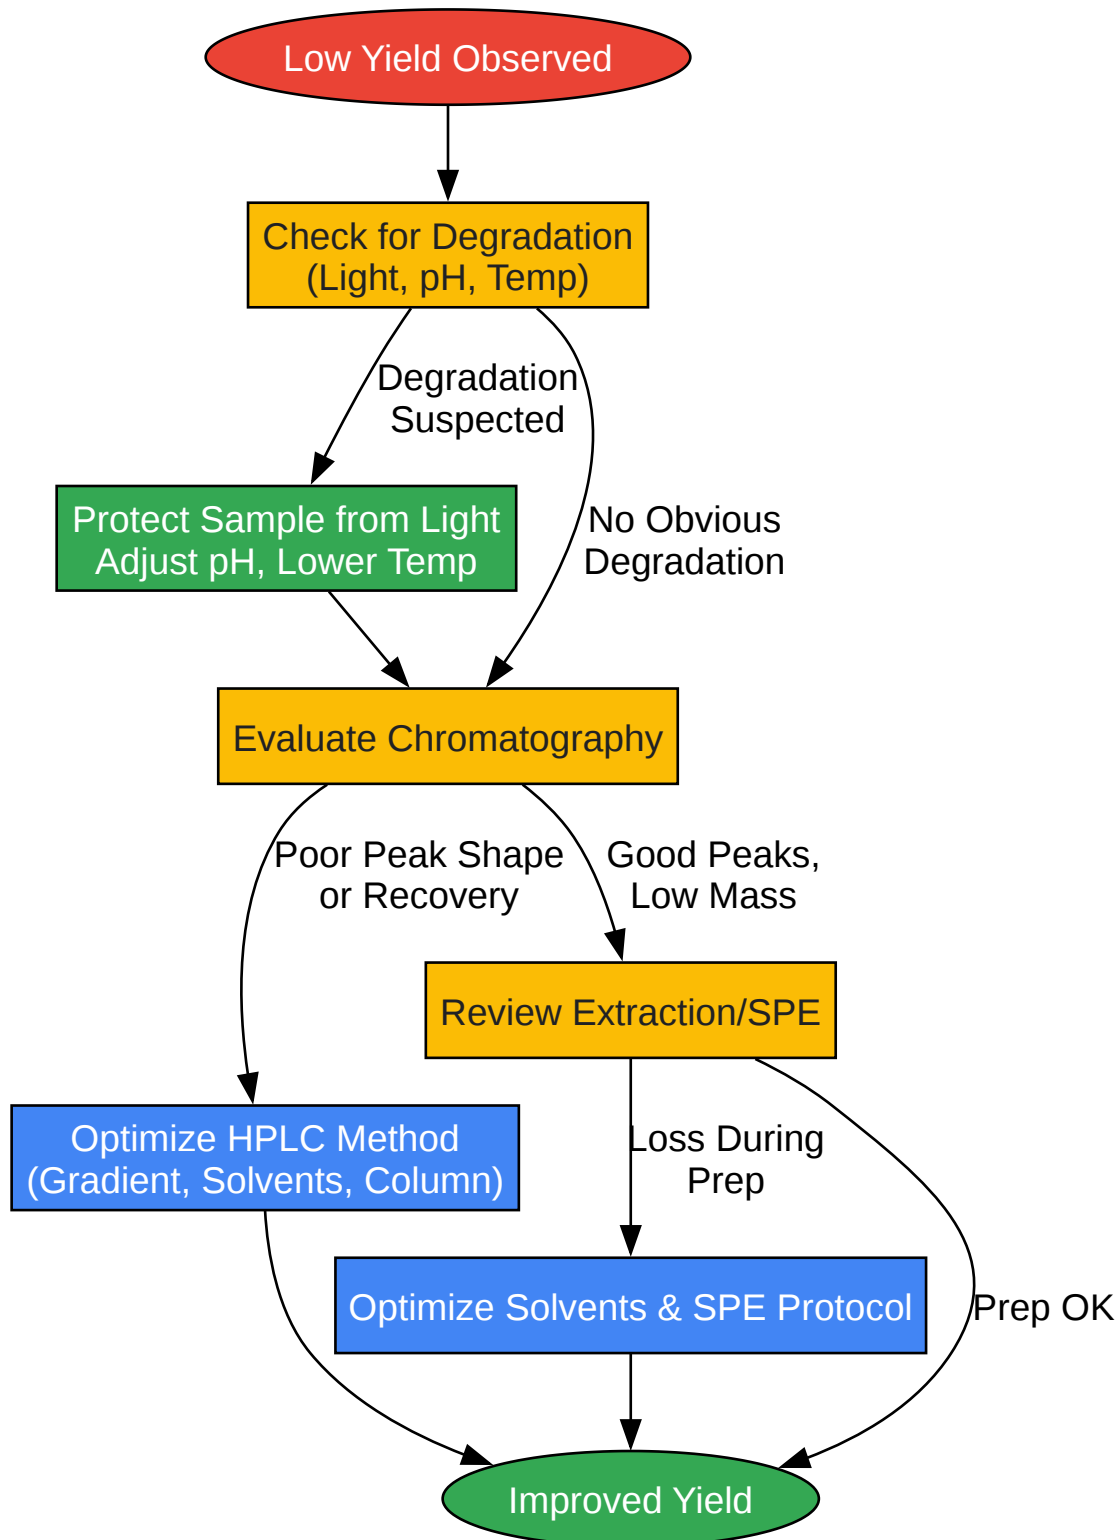 Low Yield Observed
Check for Degradation
(Light, pH, Temp)
Degradation
Suspected
Protect Sample from Light
Adjust pH, Lower Temp
No Obvious
Degradation
Evaluate Chromatography
Poor Peak Shape
or Recovery
Good Peaks,
Low Mass
Review Extraction/SPE
Optimize HPLC Method
(Gradient, Solvents, Column)
Loss During
Prep
Optimize Solvents & SPE Protocol
Prep OK
Improved Yield